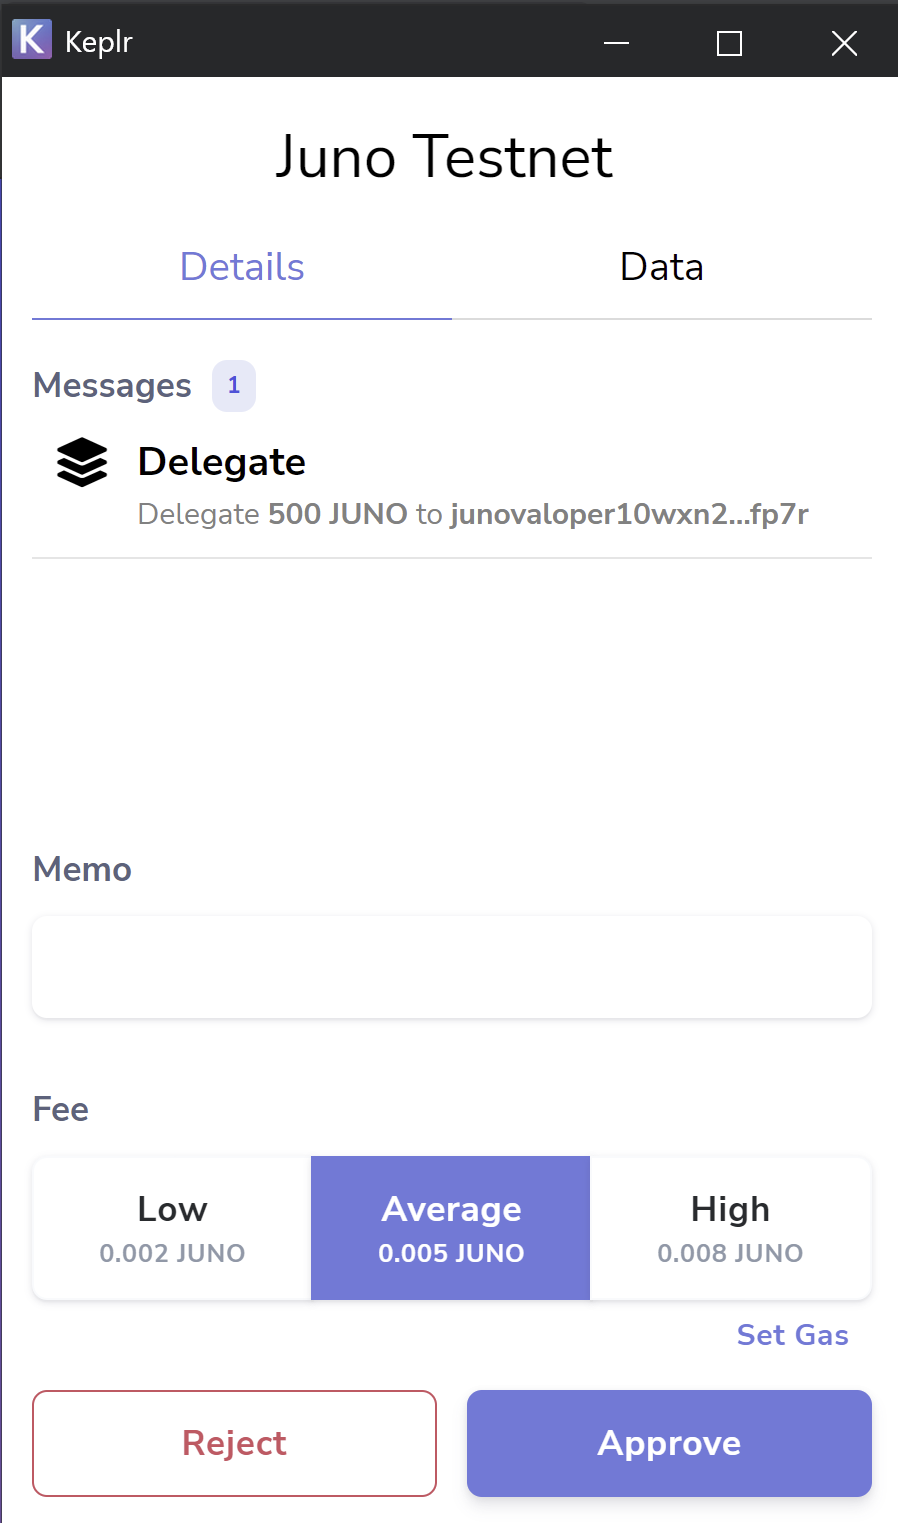 Keplr
Juno Testnet
Details Data
Messages 1
Delegate
Delegate 500 JUNO to junovaloper10wxn2...fp7r
Memo
Fee
Low Average High
0.002 JUNO 0.005 JUNO 0.008 JUNO
Set Gas
Reject Approve